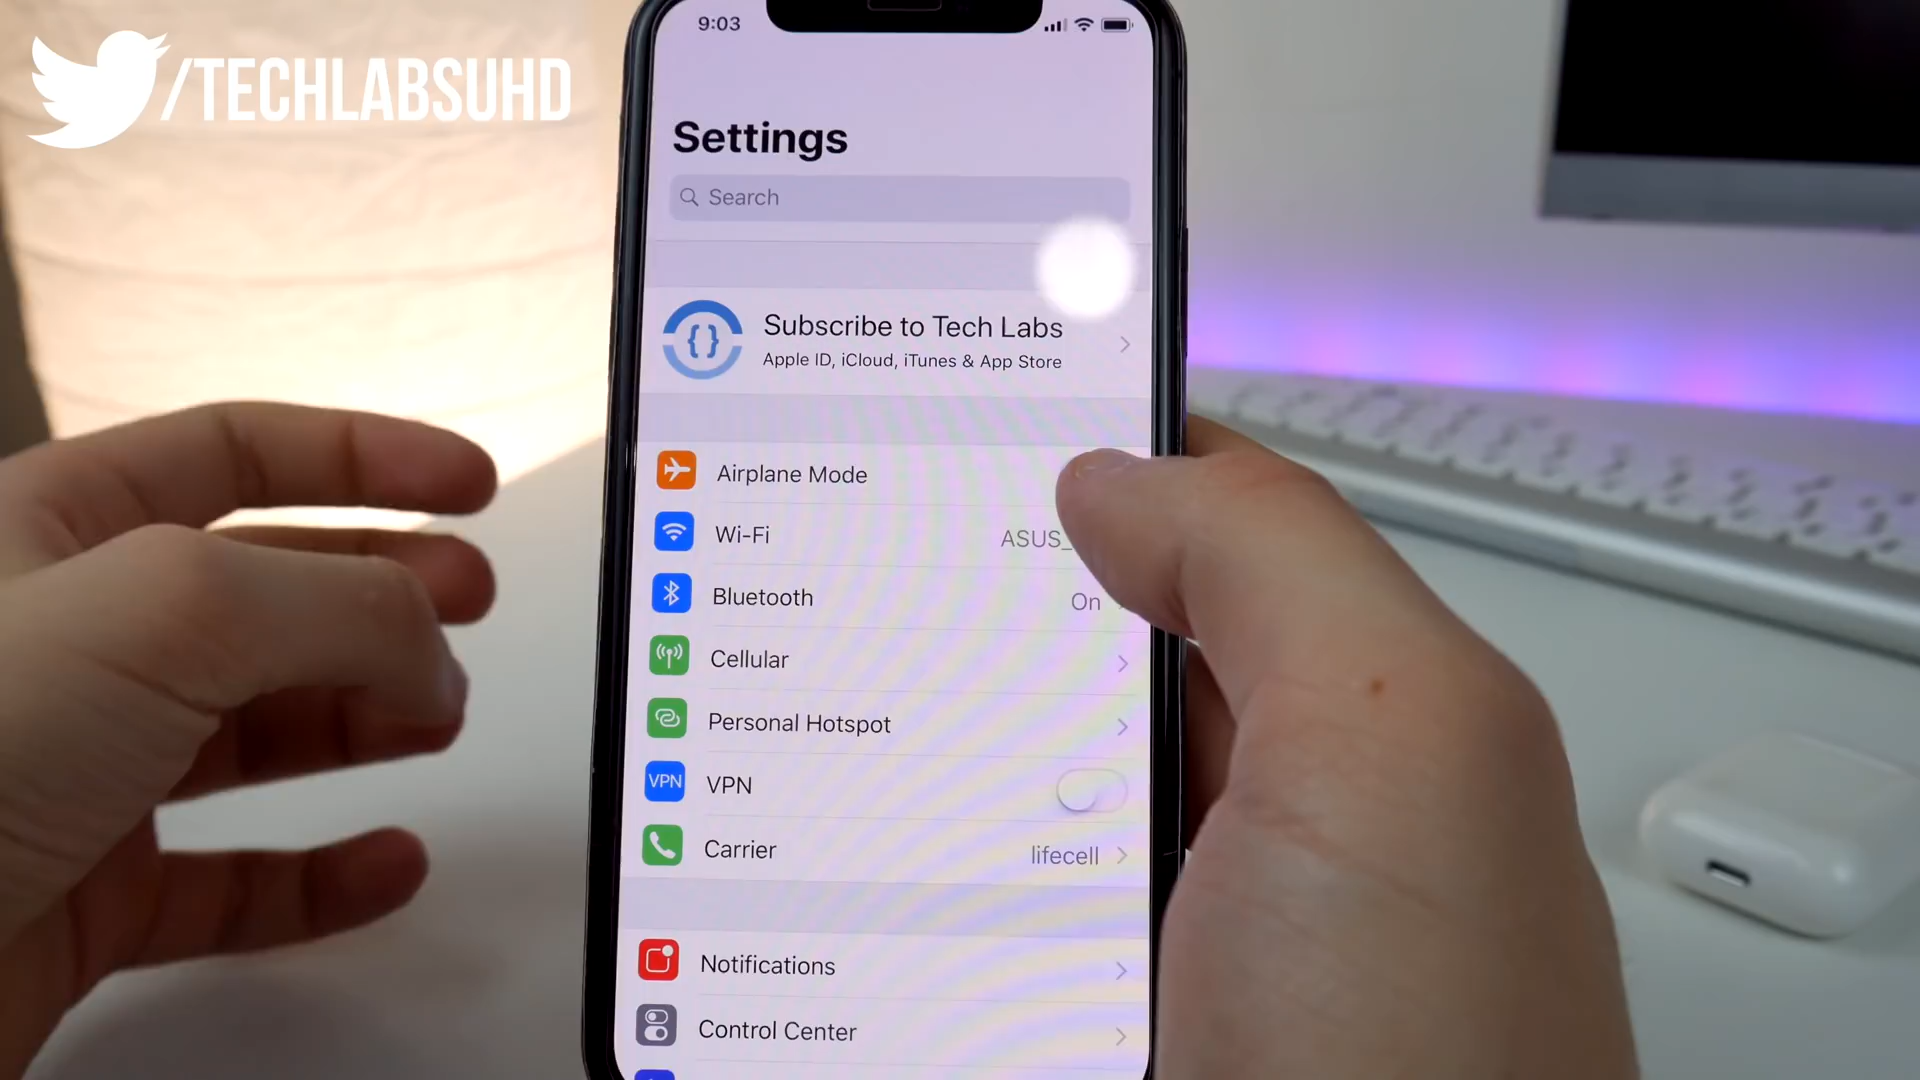 /TECHLABSUHD
9:03
Settings
Search
Subscribe to Tech Labs
Apple ID, iCloud, iTunes & App Store
Airplane Mode
Wi-Fi ASUS_
Bluetooth On
Cellular
Personal Hotspot
VPN VPN
Carrier lifecell
Notifications
Control Center